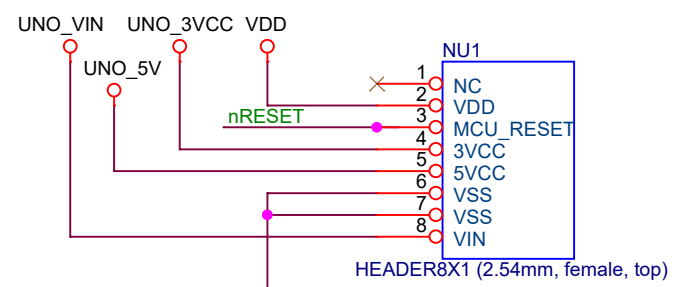 UNO_VIN UNO_3VCC VDD
UNO_5V
NU1
1 NC
2 VDD
nRESET 3 MCU_RESET
4 3VCC
5 5VCC
6 VSS
7 VSS
8 VIN
HEADER8X1 (2.54mm, female, top)